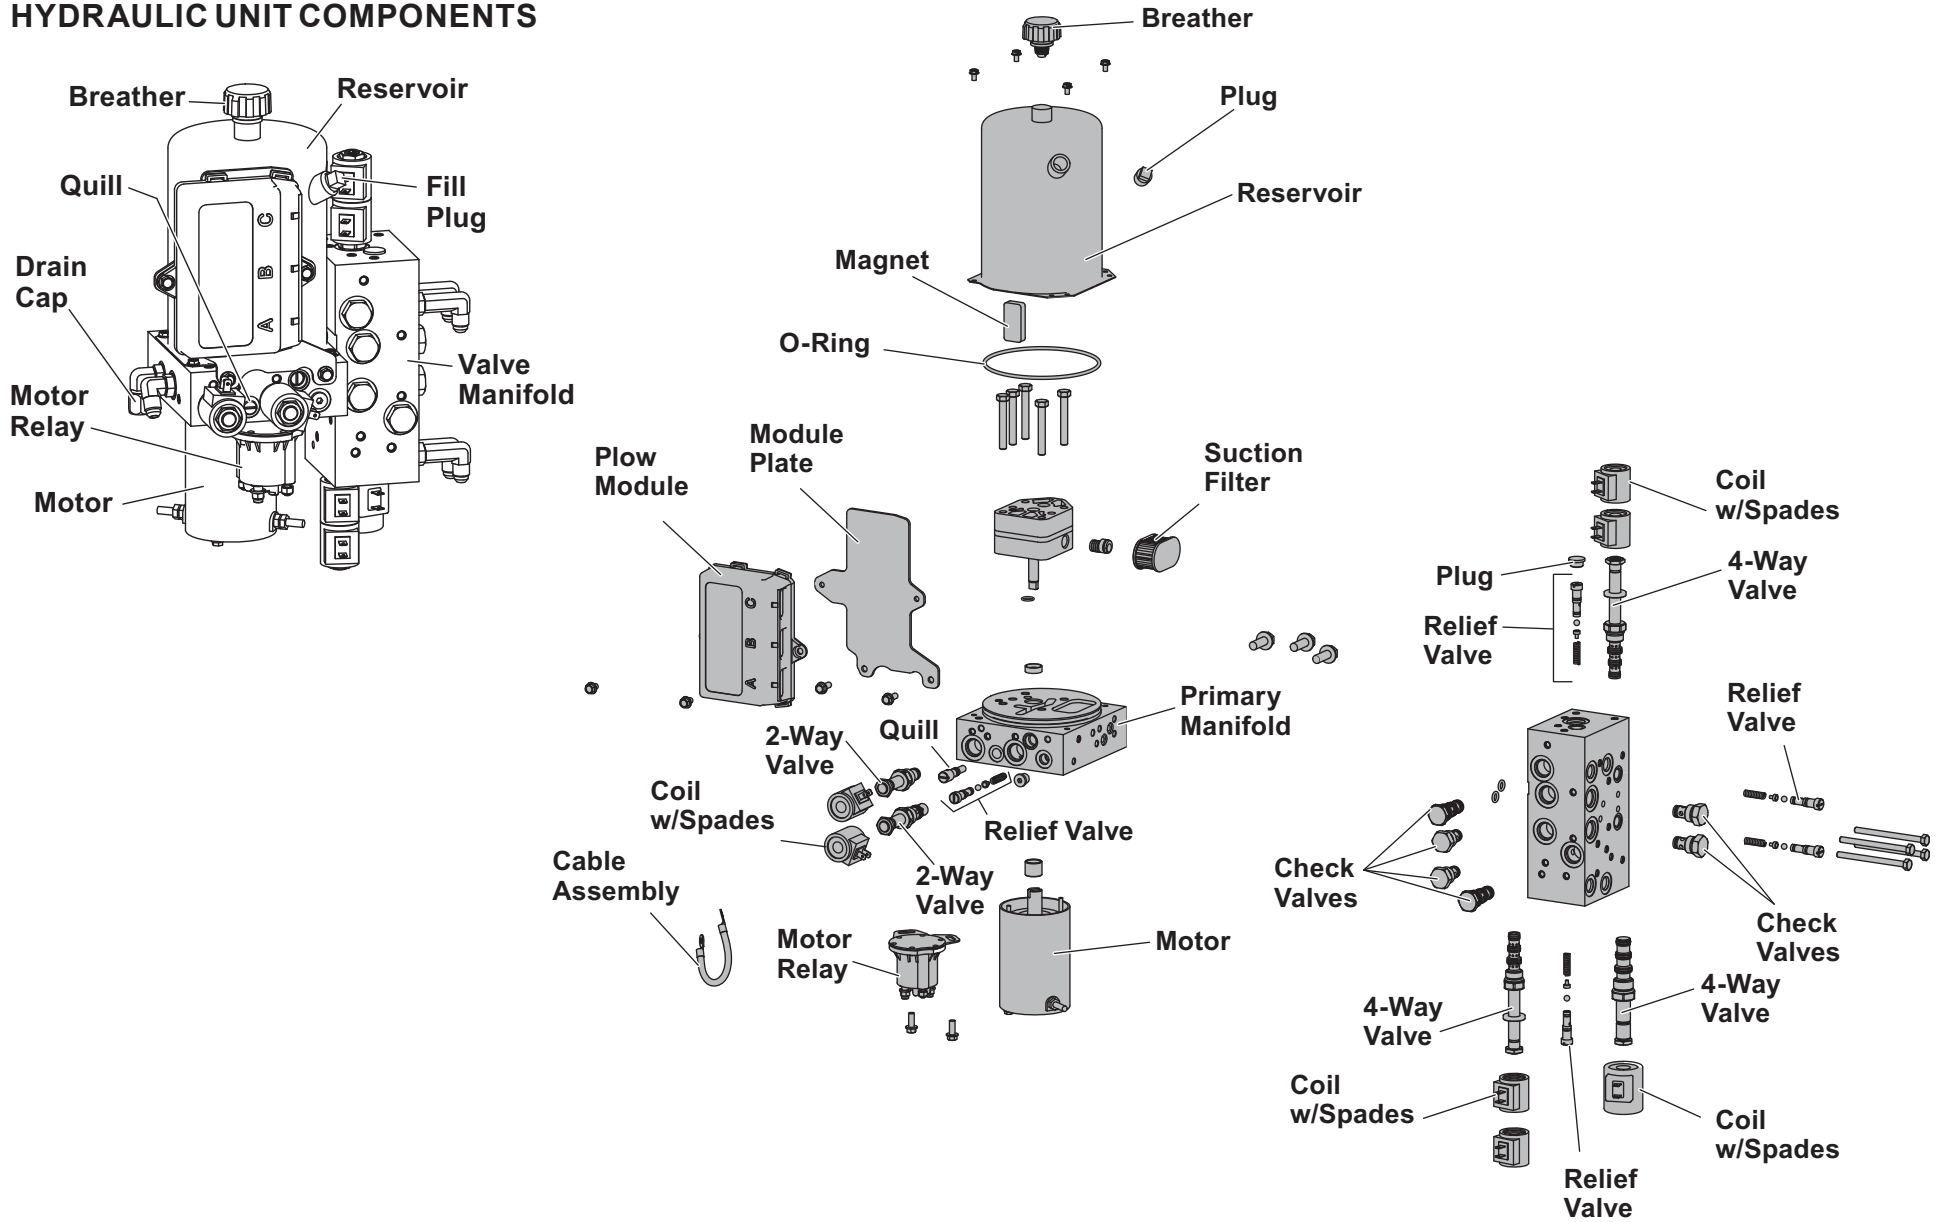 HYDRAULIC UNIT COMPONENTS
Breather
Reservoir
Quill
Fill
Plug
Drain
Cap
Valve
Manifold
Motor
Relay
Motor
C
B
A
Breather
Plug
Reservoir
Magnet
O-Ring
Module
Plate
Plow
Module
Suction
Filter
C
B
A
Primary
Manifold
Quill
2-Way
Valve
Coil
w/Spades
Relief Valve
2-Way
Valve
Cable
Assembly
Motor
Relay
Motor
Coil
w/Spades
4-Way
Valve
Plug
Relief
Valve
Relief
Valve
Check
Valves
Check
Valves
4-Way
Valve
4-Way
Valve
Coil
w/Spades
Coil
w/Spades
Relief
Valve